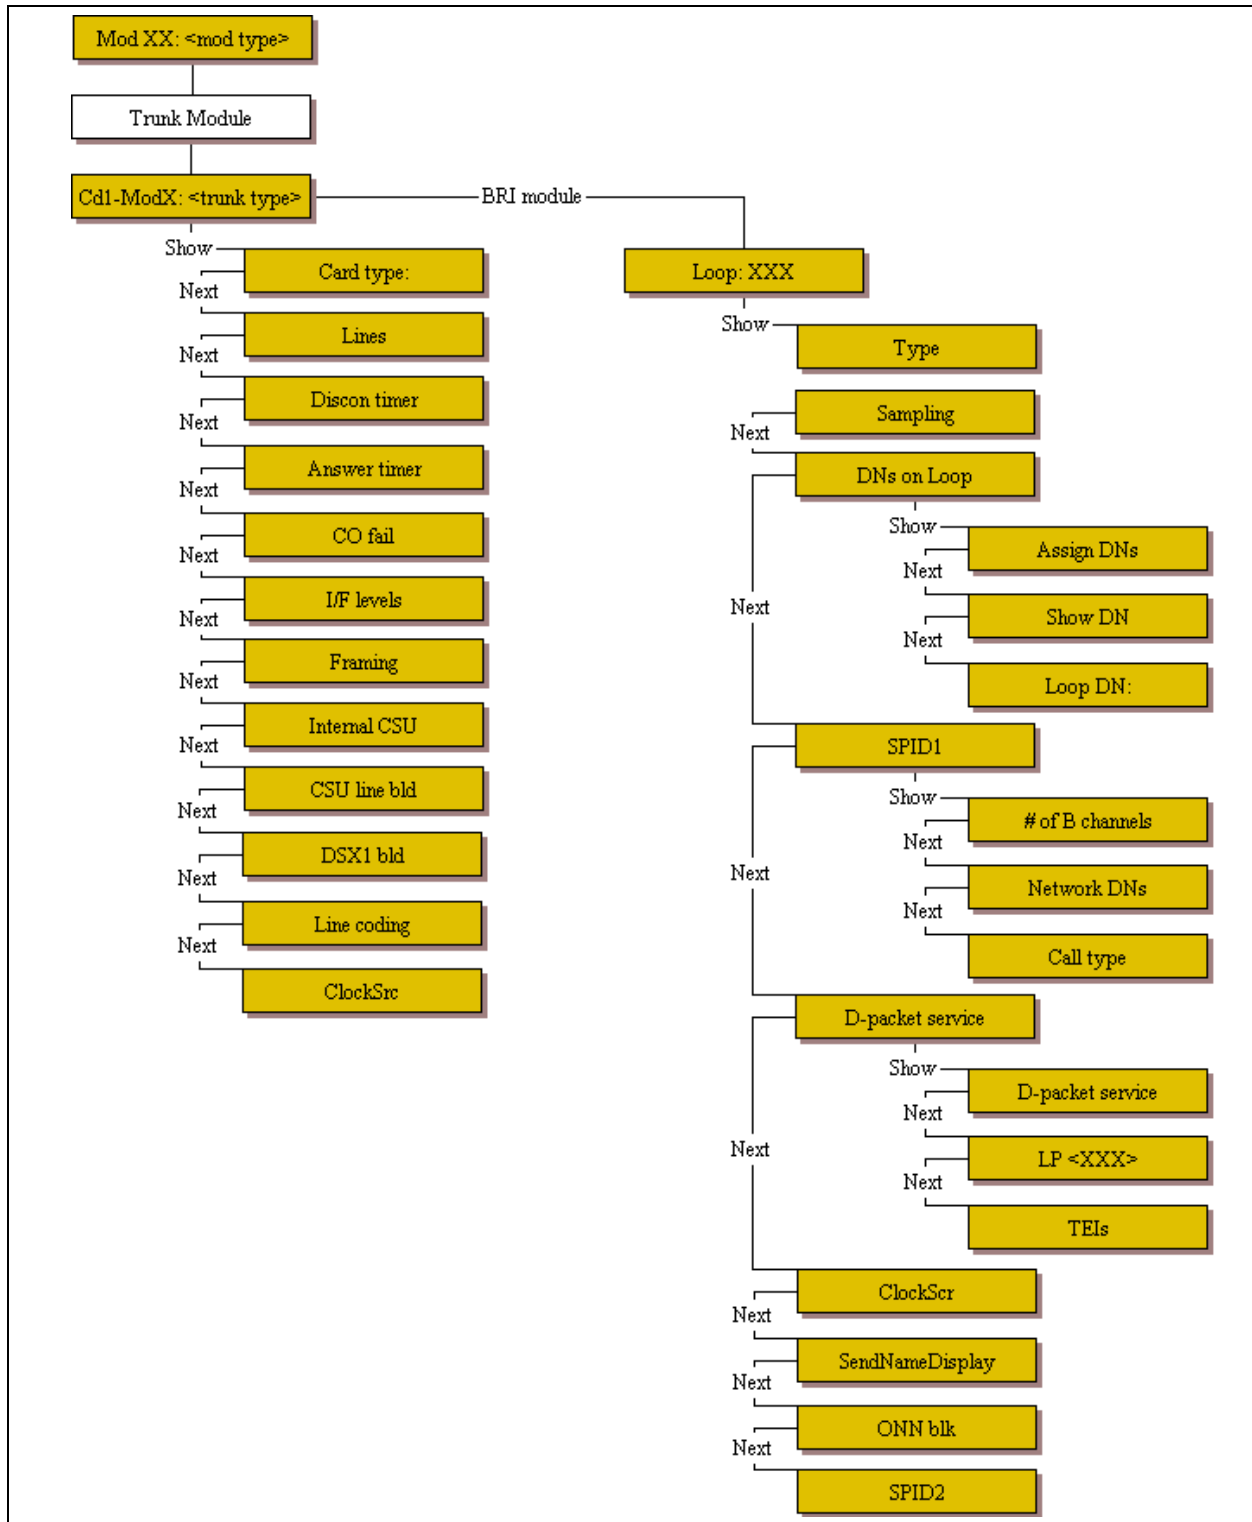 Mod XX: <mod type>
Trunk Module
Cd1-ModX: <trunk type>
BRI module
Show
Card type:
Next
Lines
Next
Discon timer
Next
Answer timer
Next
CO fail
Next
I/F levels
Next
Framing
Next
Internal CSU
Next
CSU line bld
Next
DSX1 bld
Next
Line coding
Next
ClockSrc
Loop: XXX
Show
Type
Sampling
Next
DNs on Loop
Show
Assign DNs
Next
Show DN
Next
Loop DN:
Next
SPID1
Show
# of B channels
Next
Network DNs
Next
Call type
Next
D-packet service
Show
D-packet service
Next
LP <XXX>
Next
TEIs
Next
ClockScr
Next
SendNameDisplay
Next
ONN blk
Next
SPID2